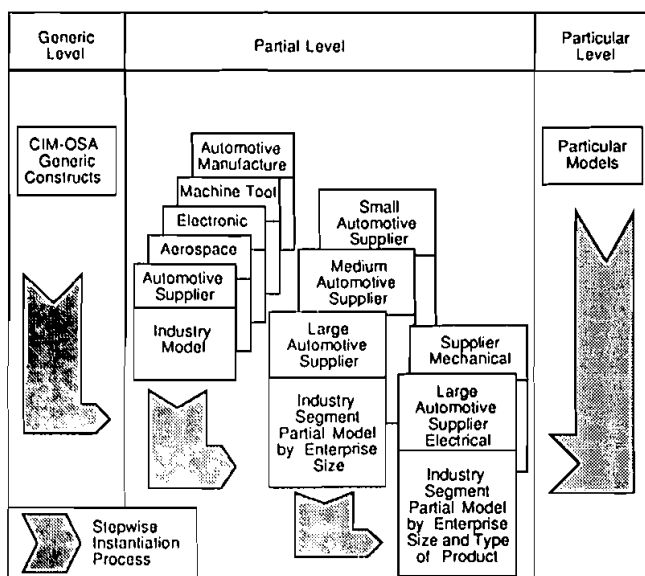 Generic
Level
Partial Level
Particular
Level
CIM-OSA
Generic
Constructs
Automotive
Manufacture
Machine Tool
Electronic
Aerospace
Automotive
Supplier
Industry
Model
Small
Automotive
Supplier
Medium
Automotive
Supplier
Large
Automotive
Supplier
Industry
Segment
Partial Model
by Enterprise
Size
Supplier
Mechanical
Large
Automotive
Supplier
Electrical
Industry
Segment
Partial Model
by Enterprise
Size and Type
of Product
Particular
Models
Stepwise
Instantiation
Process